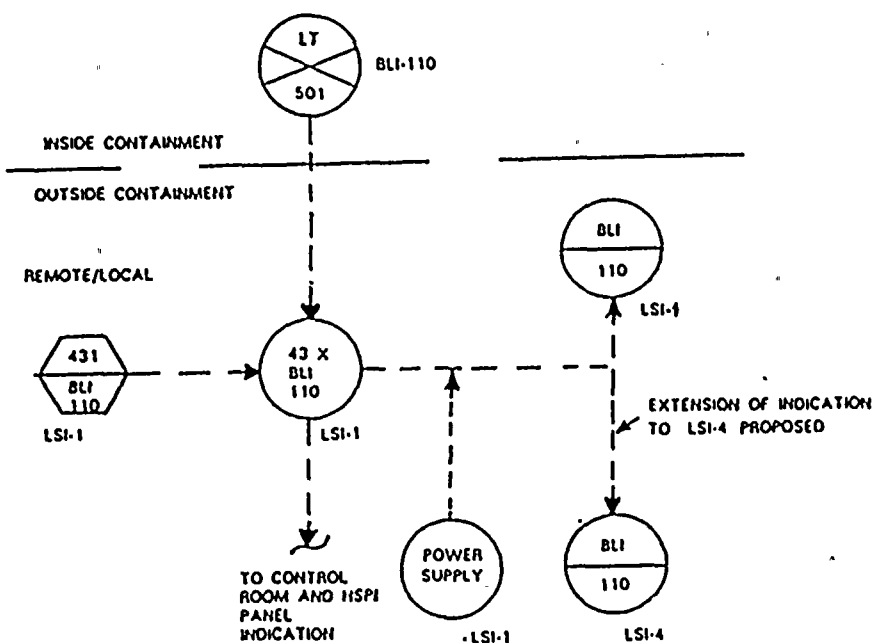 LT
501
BLI-110
INSIDE CONTAINMENT
OUTSIDE CONTAINMENT
REMOTE/LOCAL
BLI
110
LSI-4
431
BLI
110
LSI-1
43 X
BLI
110
LSI-1
EXTENSION OF INDICATION
TO LSI-4 PROPOSED
TO CONTROL
ROOM AND HSPI
PANEL
INDICATION
POWER
SUPPLY
LSI-1
BLI
110
LSI-4